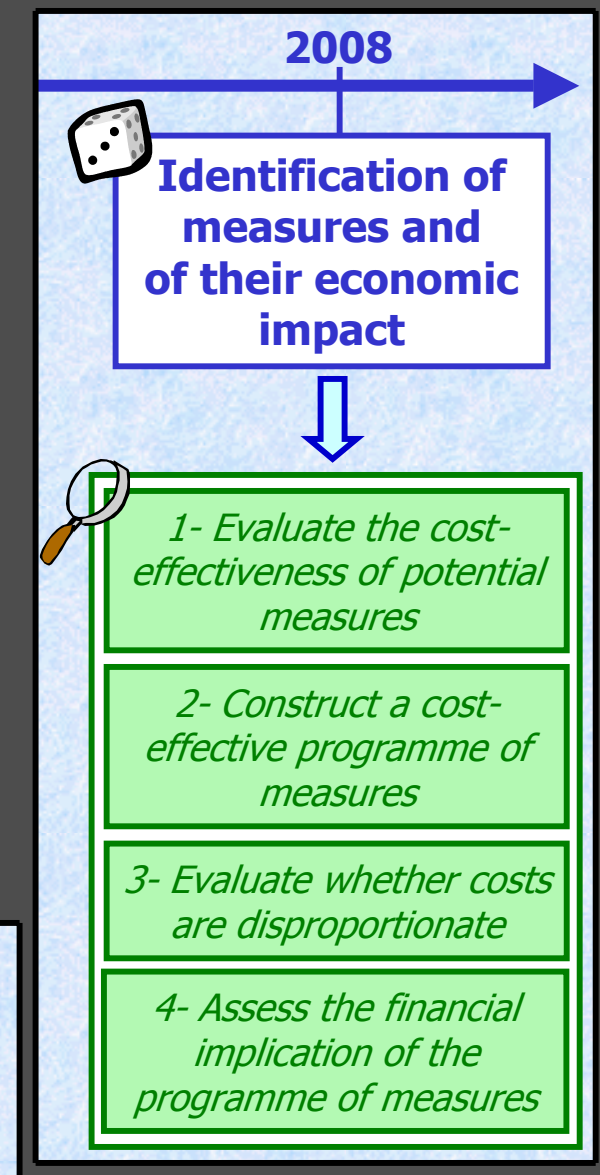 2008
Identification of
measures and
of their economic
impact
1- Evaluate the cost-
effectiveness of potential
measures
2- Construct a cost-
effective programme of
measures
3- Evaluate whether costs
are disproportionate
4- Assess the financial
implication of the
programme of measures